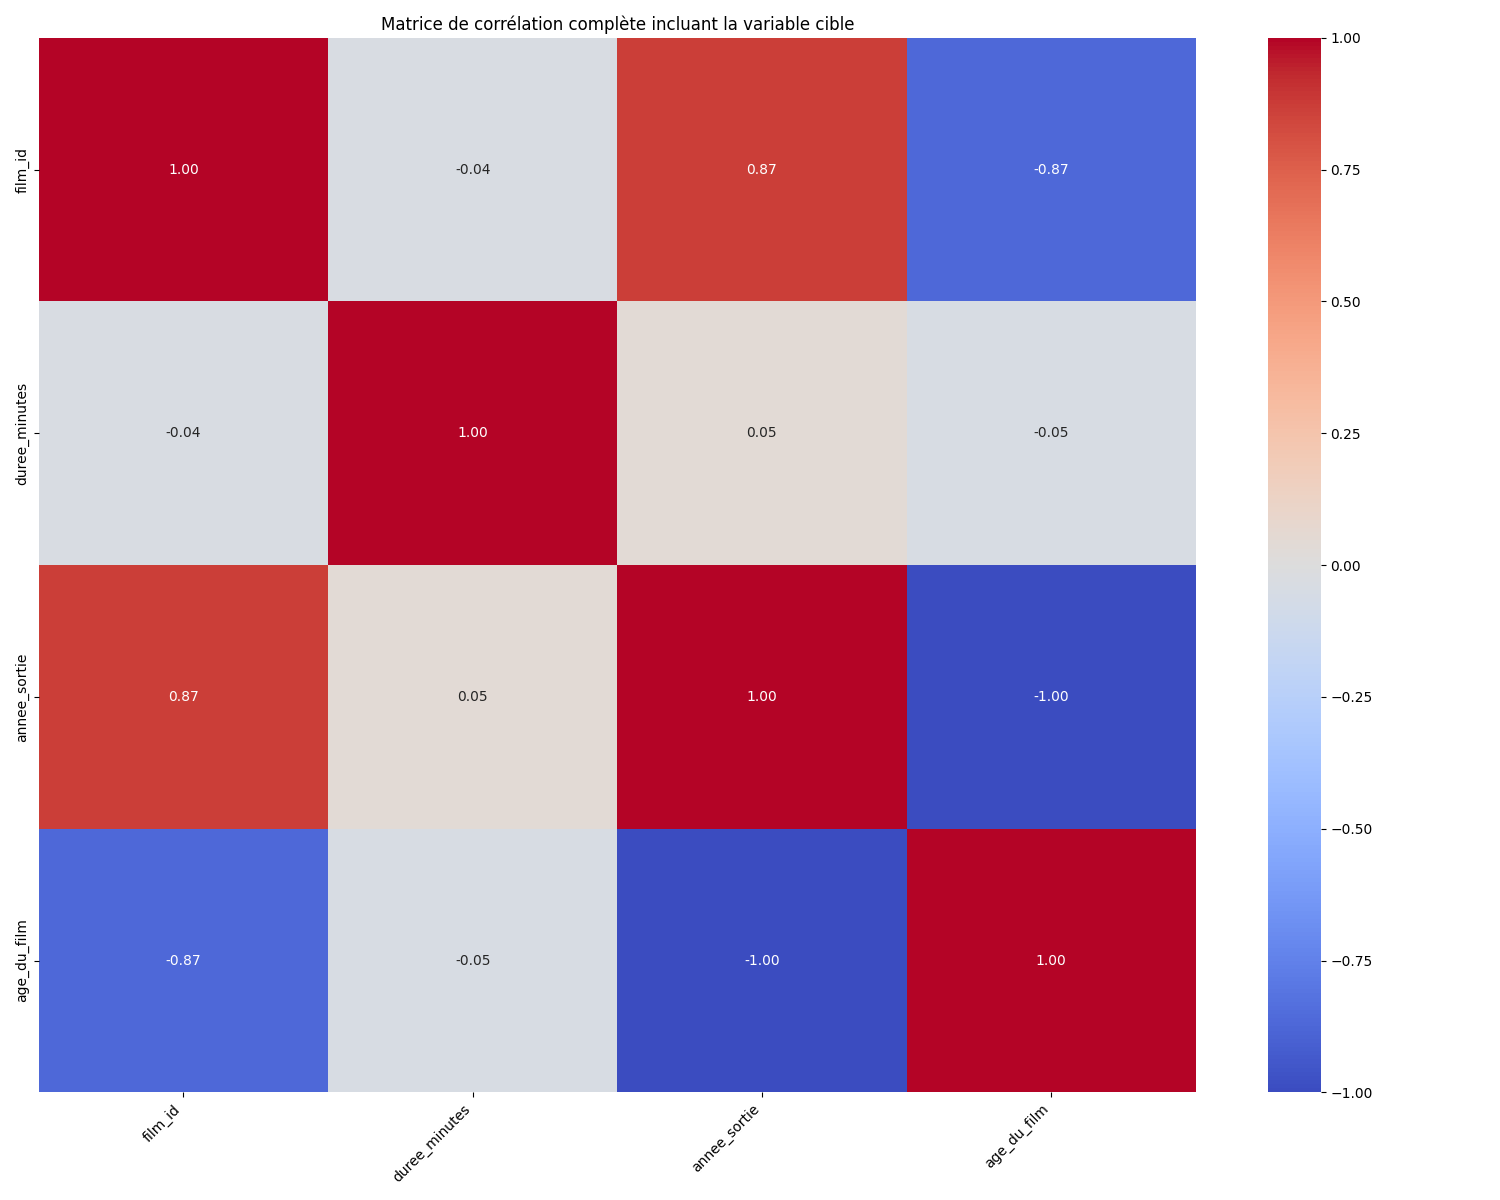 Matrice de corrélation complète incluant la variable cible
film_id
1.00
-0.04
0.87
-0.87
duree_minutes
-0.04
1.00
0.05
-0.05
annee_sortie
0.87
0.05
1.00
-1.00
age_du_film
-0.87
-0.05
-1.00
1.00
film_id
duree_minutes
annee_sortie
age_du_film
1.00
0.75
0.50
0.25
0.00
−0.25
−0.50
−0.75
−1.00